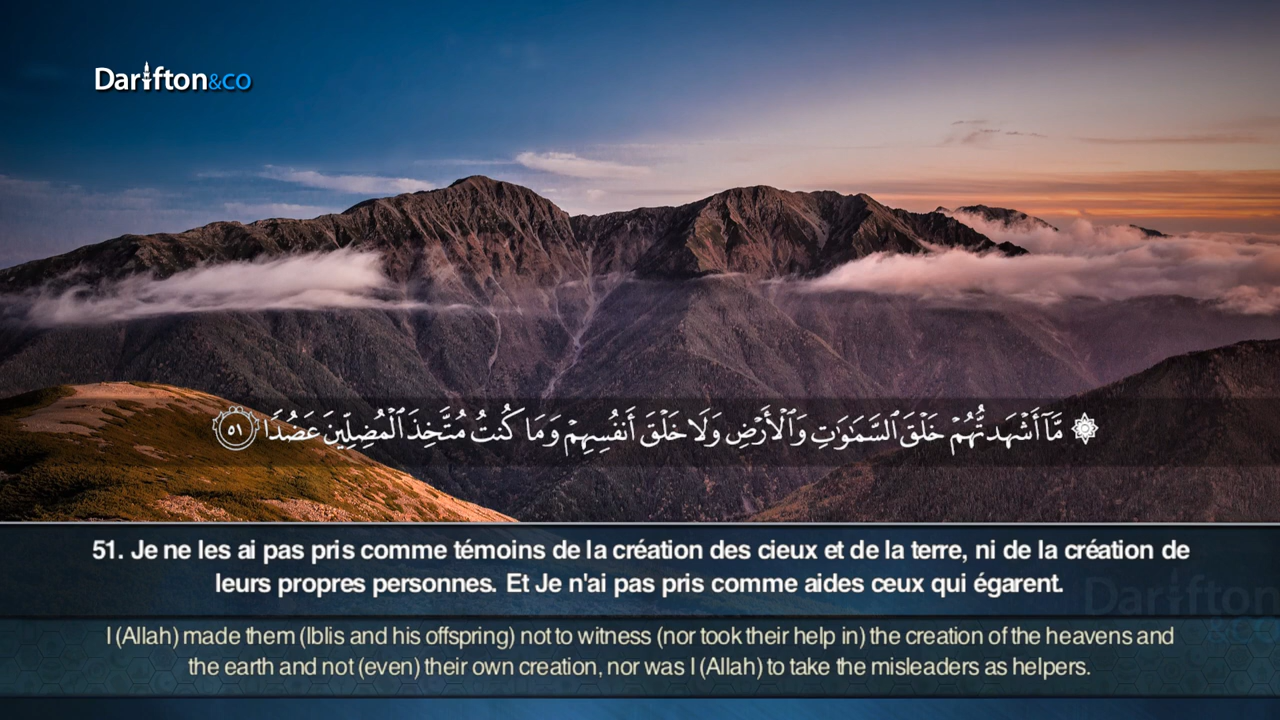 Darifton&co
۞ مَّآ أَشْهَدتُّهُمْ خَلْقَ ٱلسَّمَـٰوَٰتِ وَٱلْأَرْضِ وَلَا خَلْقَ أَنفُسِهِمْ وَمَا كُنتُ مُتَّخِذَ ٱلْمُضِلِّينَ عَضُدًا ٥١
51. Je ne les ai pas pris comme témoins de la création des cieux et de la terre, ni de la création de
leurs propres personnes. Et Je n'ai pas pris comme aides ceux qui égarent.
Darifton
&co
I (Allah) made them (Iblis and his offspring) not to witness (nor took their help in) the creation of the heavens and
the earth and not (even) their own creation, nor was I (Allah) to take the misleaders as helpers.